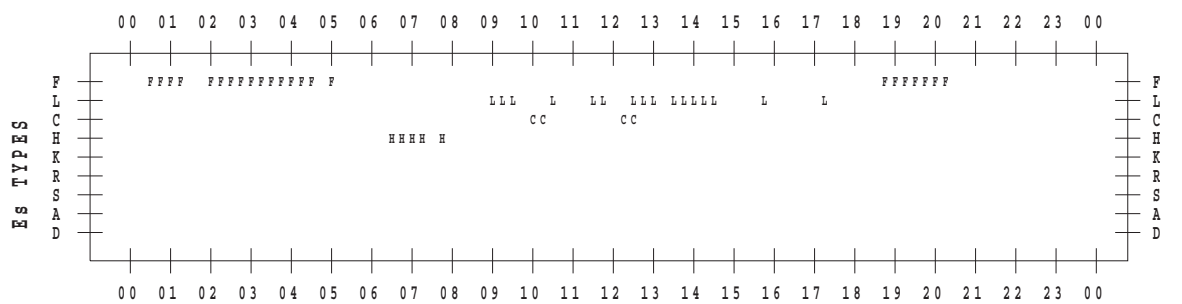 00 01 02 03 04 05 06 07 08 09 10 11 12 13 14 15 16 17 18 19 20 21 22 23 00
F FFFF FFFFFFFFFFF F FFFFFFF F
L LLL L LL LLL LLLLL L L L
C CC CC C
H HHHH H H
K K
R R
S S
A A
D D
Es TYPES
00 01 02 03 04 05 06 07 08 09 10 11 12 13 14 15 16 17 18 19 20 21 22 23 00